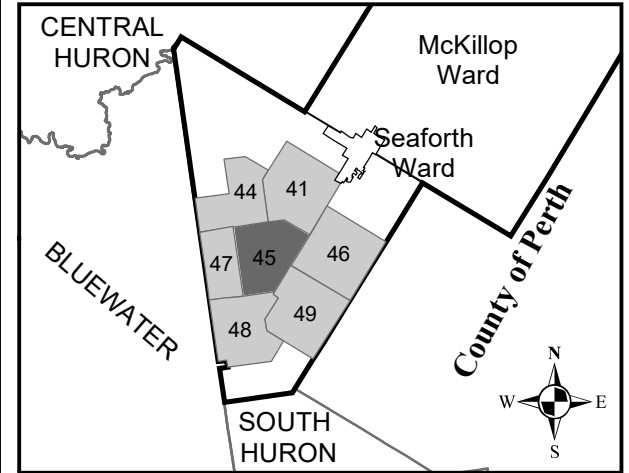 CENTRAL
HURON
McKillop
Ward
Seaforth
Ward
44
41
County of Perth
BLUEWATER
47
45
46
48
49
SOUTH
HURON
N
W
E
S